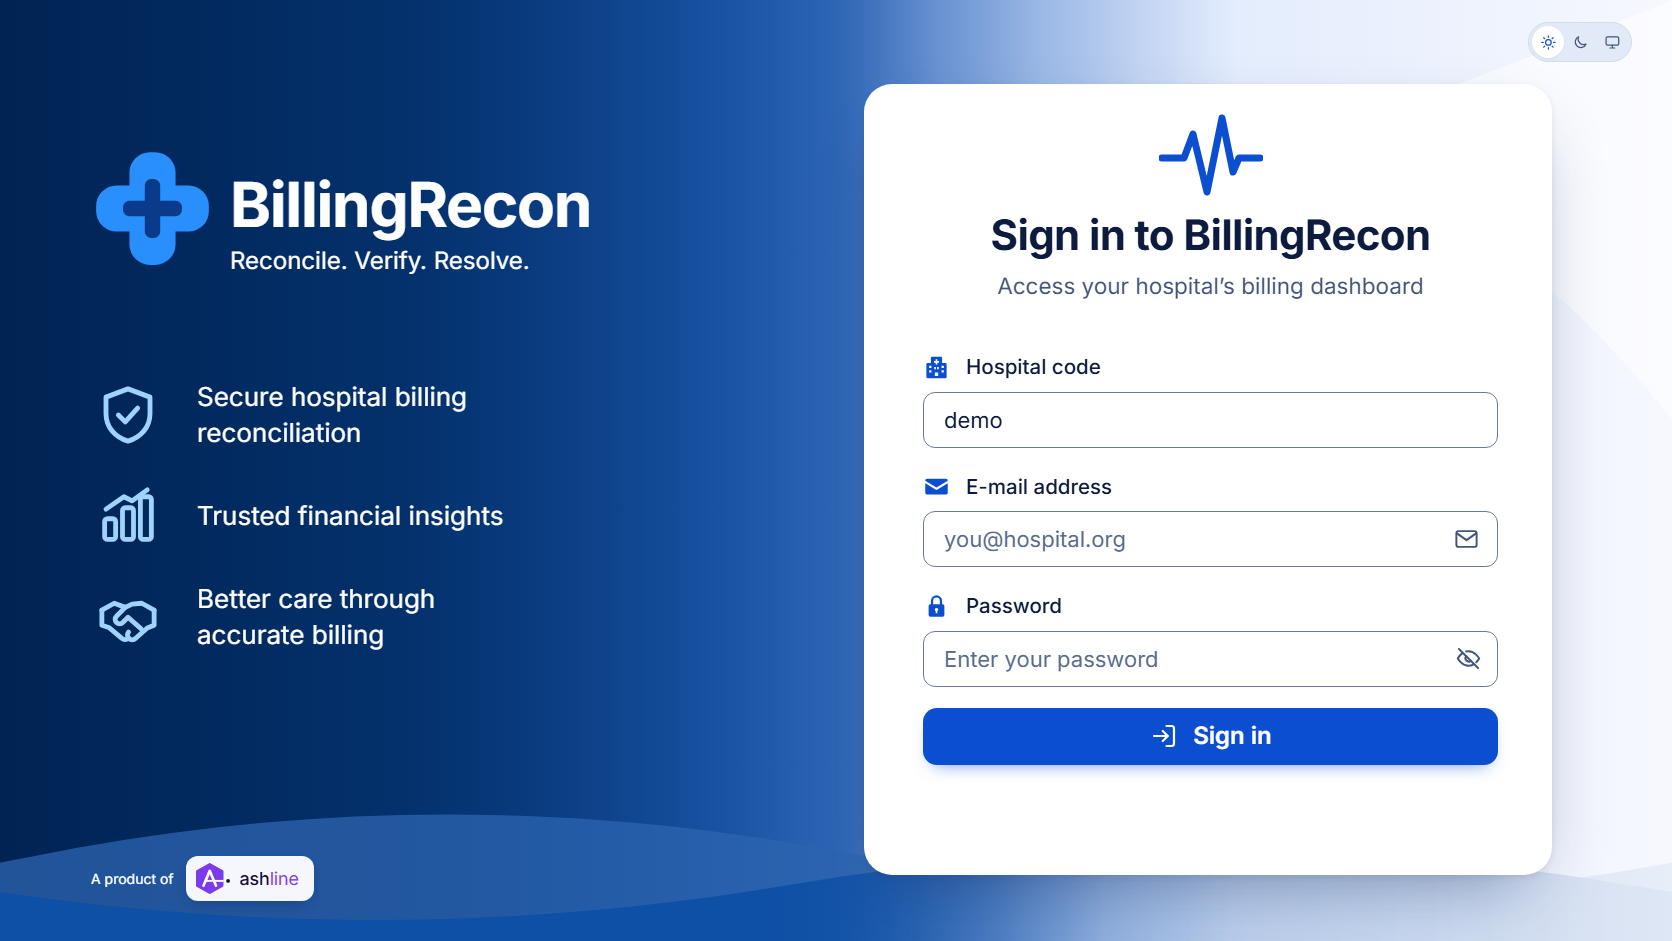 BillingRecon
Reconcile. Verify. Resolve.
Secure hospital billing
reconciliation
Trusted financial insights
Better care through
accurate billing
A product of
ashline
Sign in to BillingRecon
Access your hospital’s billing dashboard
Hospital code
demo
E-mail address
you@hospital.org
Password
Enter your password
Sign in